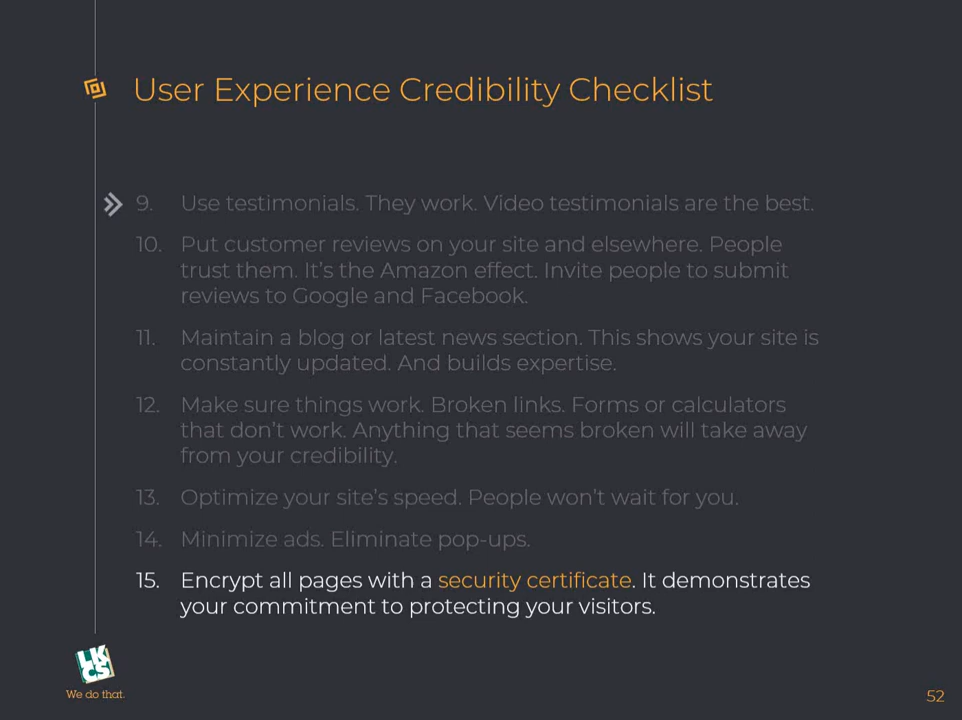 User Experience Credibility Checklist
9. Use testimonials. They work. Video testimonials are the best.
10. Put customer reviews on your site and elsewhere. People
trust them. It's the Amazon effect. Invite people to submit
reviews to Google and Facebook.
11. Maintain a blog or latest news section. This shows your site is
constantly updated. And builds expertise.
12. Make sure things work. Broken links. Forms or calculators
that don't work. Anything that seems broken will take away
from your credibility.
13. Optimize your site's speed. People won't wait for you.
14. Minimize ads. Eliminate pop-ups.
15. Encrypt all pages with a security certificate. It demonstrates
your commitment to protecting your visitors.
LK
CS
We do that.
52